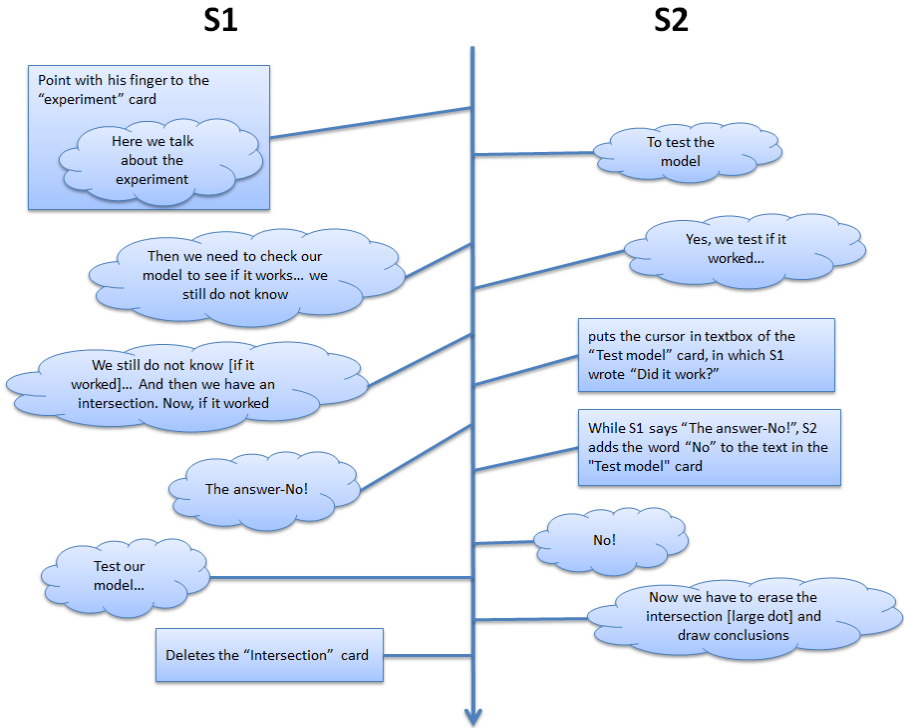 S1
S2
Point with his finger to the
“experiment” card
Here we talk
about the
experiment
To test the
model
Then we need to check our
model to see if it works... we
still do not know
Yes, we test if it
worked...
We still do not know [if it
worked]... And then we have an
intersection. Now, if it worked
puts the cursor in textbox of the
“Test model” card, in which S1
wrote “Did it work?”
The answer-No!
While S1 says “The answer-No!”, S2
adds the word “No” to the text in the
"Test model" card
No!
Test our
model...
Now we have to erase the
intersection [large dot] and
draw conclusions
Deletes the “Intersection” card